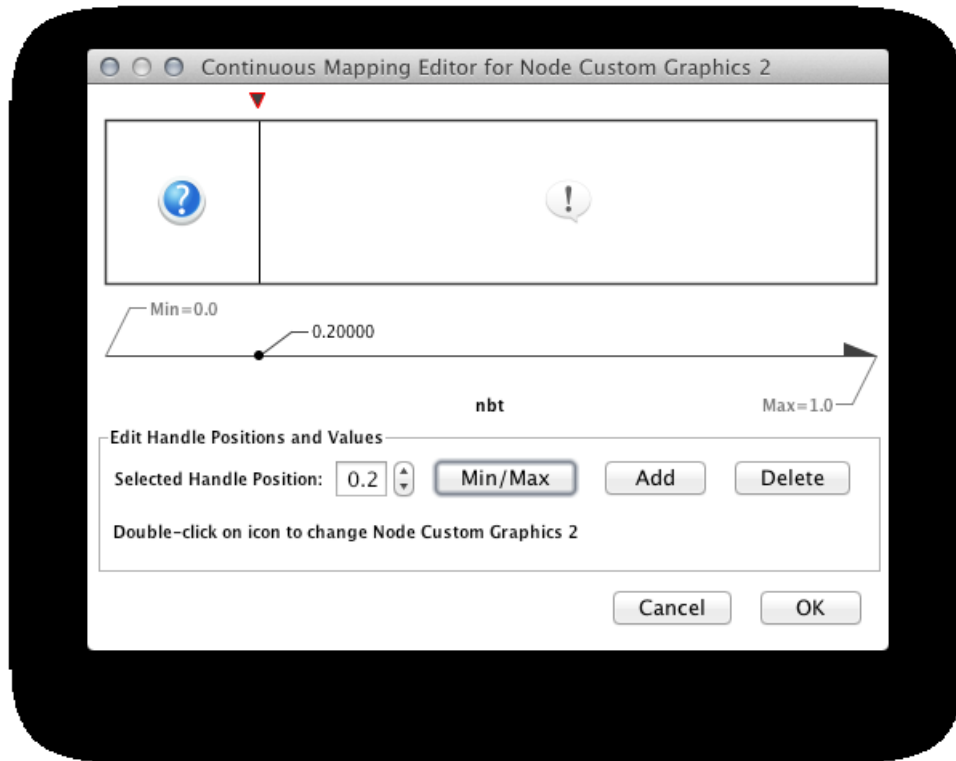 Continuous Mapping Editor for Node Custom Graphics 2
?
!
Min=0.0
0.20000
nbt
Max=1.0
Edit Handle Positions and Values
Selected Handle Position: 0.2 Min/Max Add Delete
Double-click on icon to change Node Custom Graphics 2
Cancel OK